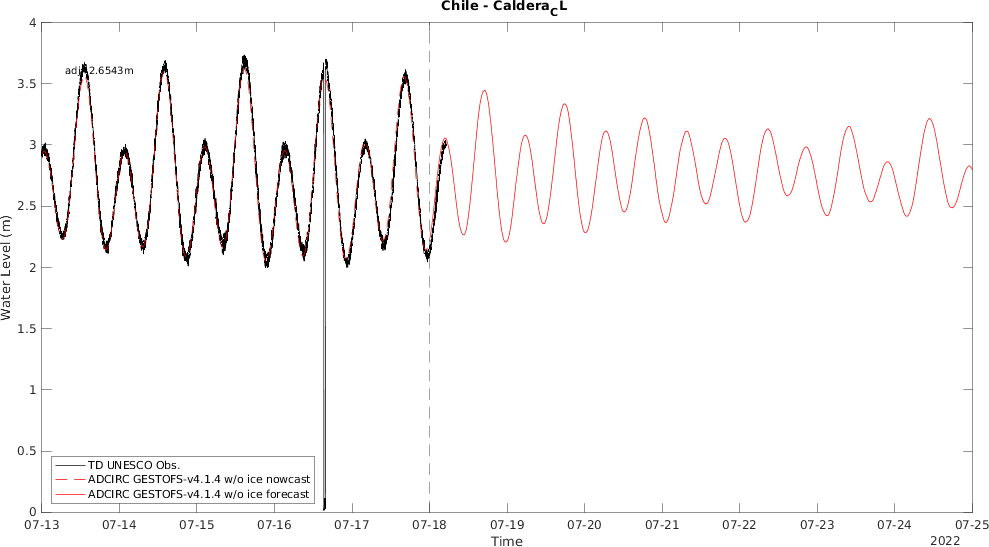 Chile - Caldera_CL
adj:2.6543m
Water Level (m)
4
3.5
3
2.5
2
1.5
1
0.5
0
TD UNESCO Obs.
ADCIRC GESTOFS-v4.1.4 w/o ice nowcast
ADCIRC GESTOFS-v4.1.4 w/o ice forecast
07-13 07-14 07-15 07-16 07-17 07-18 07-19 07-20 07-21 07-22 07-23 07-24 07-25
Time
2022